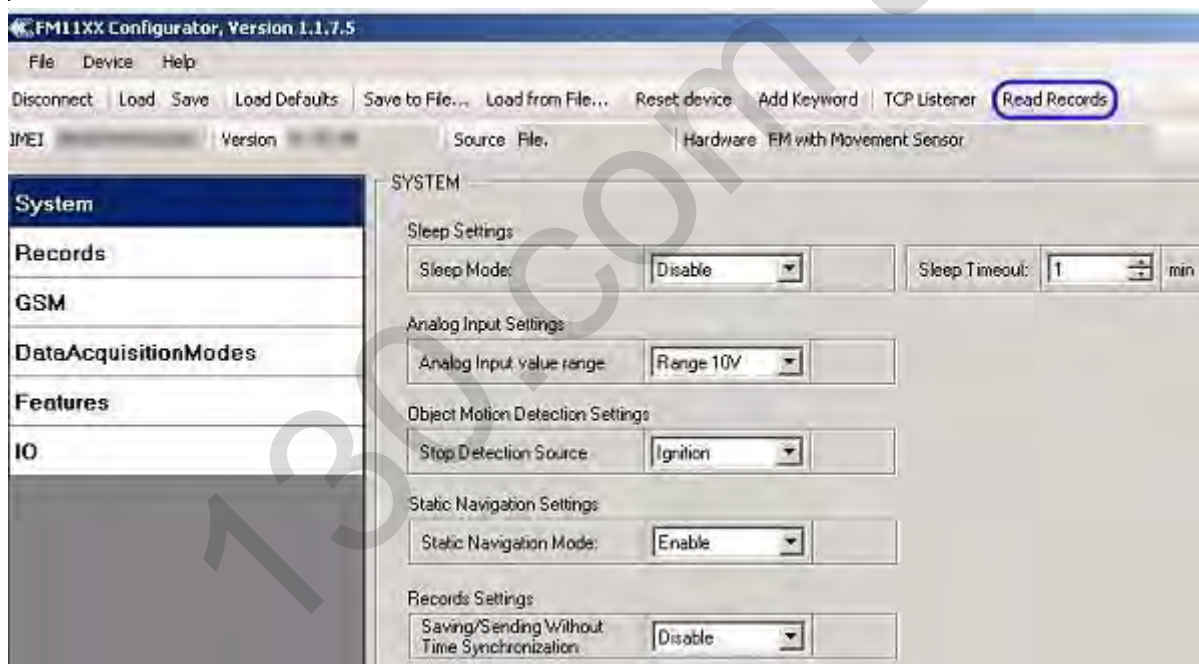 FM11XX Configurator, Version 1.1.7.5
File Device Help
Disconnect Load Save Load Defaults Save to File... Load from File... Reset device Add Keyword TCP Listener Read Records
IMEI Version Source File. Hardware FM with Movement Sensor
System
Records
GSM
DataAcquisitionModes
Features
IO
SYSTEM
Sleep Settings
Sleep Mode: Disable Sleep Timeout: 1 min
Analog Input Settings
Analog Input value range Range 10V
Object Motion Detection Settings
Stop Detection Source Ignition
Static Navigation Settings
Static Navigation Mode: Enable
Records Settings
Saving/Sending Without
Time Synchronization Disable
130.com.